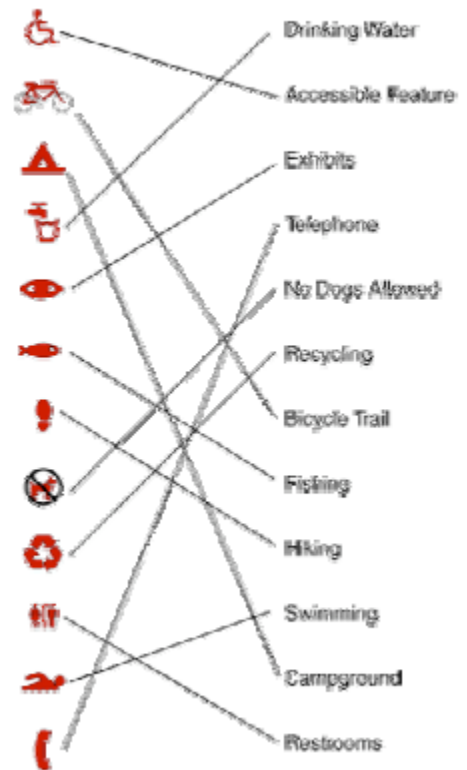 Drinking Water
Accessible Feature
Exhibits
Telephone
No Dogs Allowed
Recycling
Bicycle Trail
Fishing
Hiking
Swimming
Campground
Restrooms